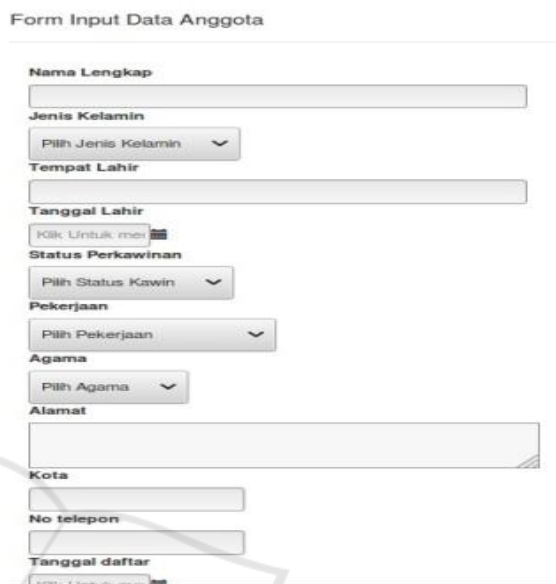 Form Input Data Anggota
Nama Lengkap
Jenis Kelamin
Pilih Jenis Kelamin
Tempat Lahir
Tanggal Lahir
Klik Untuk men
Status Perkawinan
Pilih Status Kawin
Pekerjaan
Pilih Pekerjaan
Agama
Pilih Agama
Alamat
Kota
No telepon
Tanggal daftar